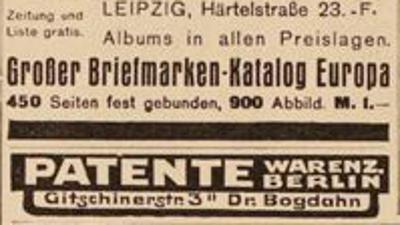 Zeitung und
Liste gratis.
LEIPZIG, Härtelstraße 23.-F.
Albums in allen Preislagen.
Großer Briefmarken-Katalog Europa
450 Seiten fest gebunden, 900 Abbild. M. 1.—
PATENTE WARENZ.
BERLIN
Gitschinerstr. 3 II Dr. Bogdahn